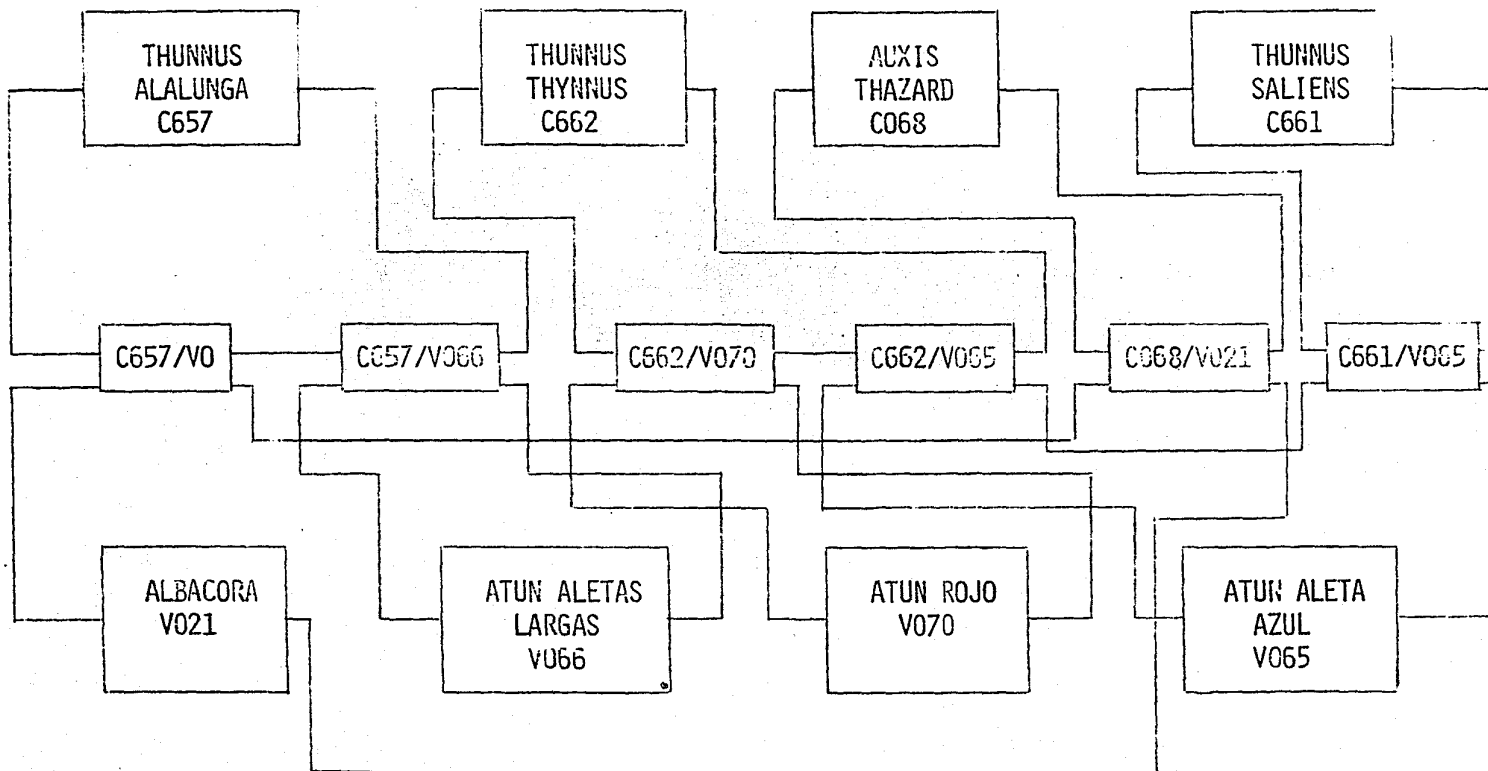 THUNNUS
ALALUNGA
C657
THUNNUS
THYNNUS
C662
AUXIS
THAZARD
C068
THUNNUS
SALIENS
C661
C657/V0
C657/V066
C662/V070
C662/V065
C068/V021
C661/V065
ALBACORA
V021
ATUN ALETAS
LARGAS
V066
ATUN ROJO
V070
ATUN ALETA
AZUL
V065